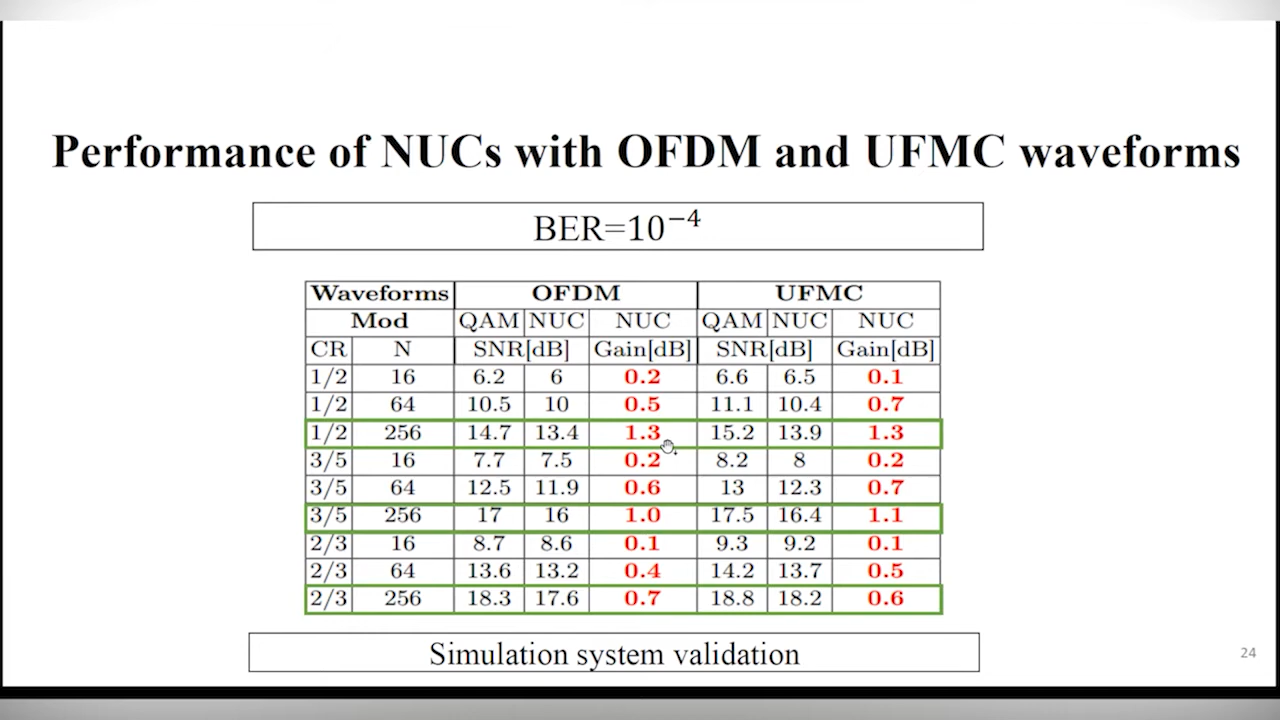 Performance of NUCs with OFDM and UFMC waveforms
BER=10⁻⁴
Waveforms OFDM UFMC
Mod QAM NUC NUC QAM NUC NUC
CR N SNR[dB] Gain[dB] SNR[dB] Gain[dB]
1/2 16 6.2 6 0.2 6.6 6.5 0.1
1/2 64 10.5 10 0.5 11.1 10.4 0.7
1/2 256 14.7 13.4 1.3 15.2 13.9 1.3
3/5 16 7.7 7.5 0.2 8.2 8 0.2
3/5 64 12.5 11.9 0.6 13 12.3 0.7
3/5 256 17 16 1.0 17.5 16.4 1.1
2/3 16 8.7 8.6 0.1 9.3 9.2 0.1
2/3 64 13.6 13.2 0.4 14.2 13.7 0.5
2/3 256 18.3 17.6 0.7 18.8 18.2 0.6
Simulation system validation
24